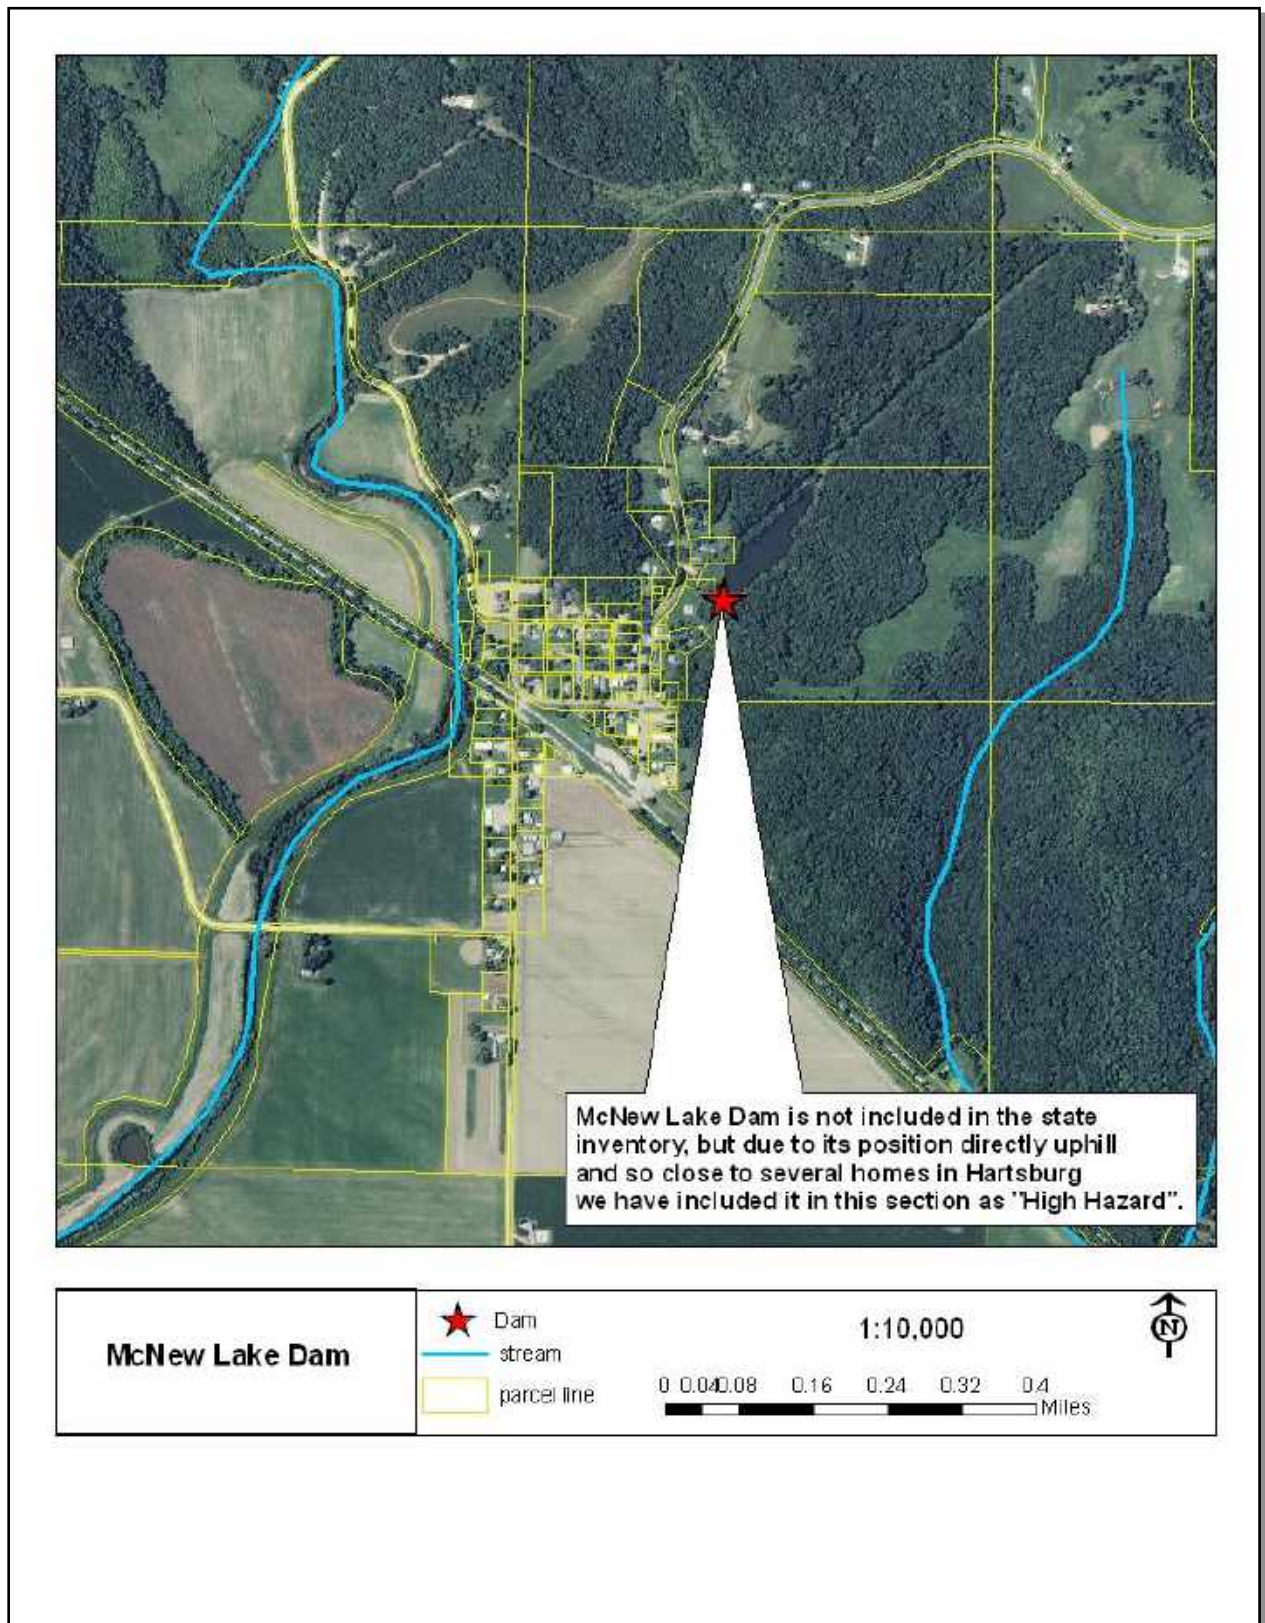 McNew Lake Dam is not included in the state
inventory, but due to its position directly uphill
and so close to several homes in Hartsburg
we have included it in this section as "High Hazard".
McNew Lake Dam
Dam
stream
parcel line
1:10,000
0 0.04 0.08 0.16 0.24 0.32 0.4
Miles
N